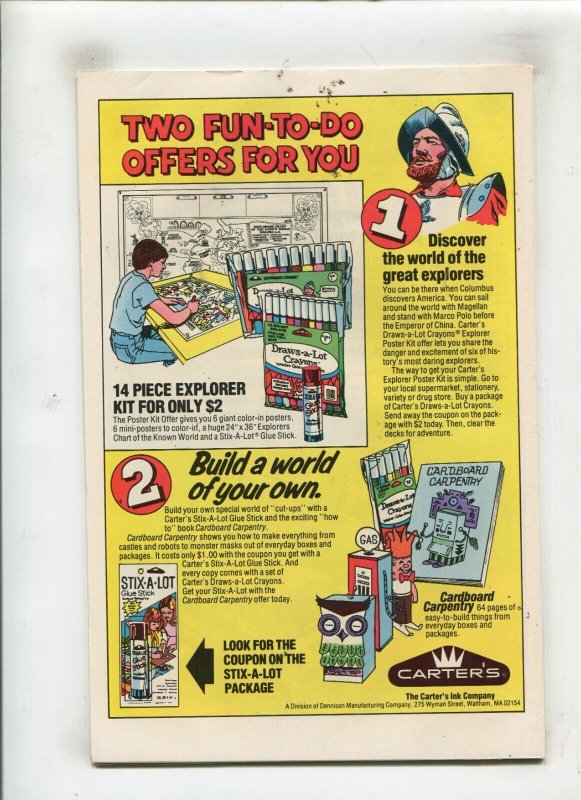 TWO FUN-TO-DO
OFFERS FOR YOU
1
Discover
the world of the
great explorers
You can be there when Columbus
discovers America. You can sail
around the world with Magellan
and stand with Marco Polo before
the Emperor of China. Carter's
Draws-a-Lot Crayons® Explorer
Poster Kit offer lets you share the
danger and excitement of six of his-
tory's most daring explorers.
The way to get your Carter's
Explorer Poster Kit is simple. Go to
your local supermarket, stationery,
variety or drug store. Buy a package
of Carter's Draws-a-Lot Crayons.
Send away the coupon on the pack-
age with $2 today. Then, clear the
decks for adventure.
Draws-a-Lot
Crayons
14 PIECE EXPLORER
KIT FOR ONLY $2
The Poster Kit Offer gives you 6 giant color-in posters,
6 mini-posters to color-in, a huge 24" x 36" Explorers
Chart of the Known World and a Stix-A-Lot® Glue Stick.
2
Build a world
of your own.
Build your own special world of "cut-ups" with a
Carter's Stix-A-Lot Glue Stick and the exciting "how
to" book Cardboard Carpentry.
Cardboard Carpentry shows you how to make everything from
castles and robots to monster masks out of everyday boxes and
packages. It costs only $1.00 with the coupon you get with a
Carter's Stix-A-Lot Glue Stick. And
every copy comes with a set of
Carter's Draws-a-Lot Crayons.
Get your Stix-A-Lot with the
Cardboard Carpentry offer today.
STIX-A-LOT
Glue Stick
LOOK FOR THE
COUPON ON THE
STIX-A-LOT
PACKAGE
Draws-a-Lot
Crayons
GAS
CARDBOARD
CARPENTRY
Cardboard
Carpentry 64 pages of
easy-to-build things from
everyday boxes and
packages.
CARTER'S
The Carter's Ink Company
A Division of Dennison Manufacturing Company, 275 Wyman Street, Waltham, MA 02154